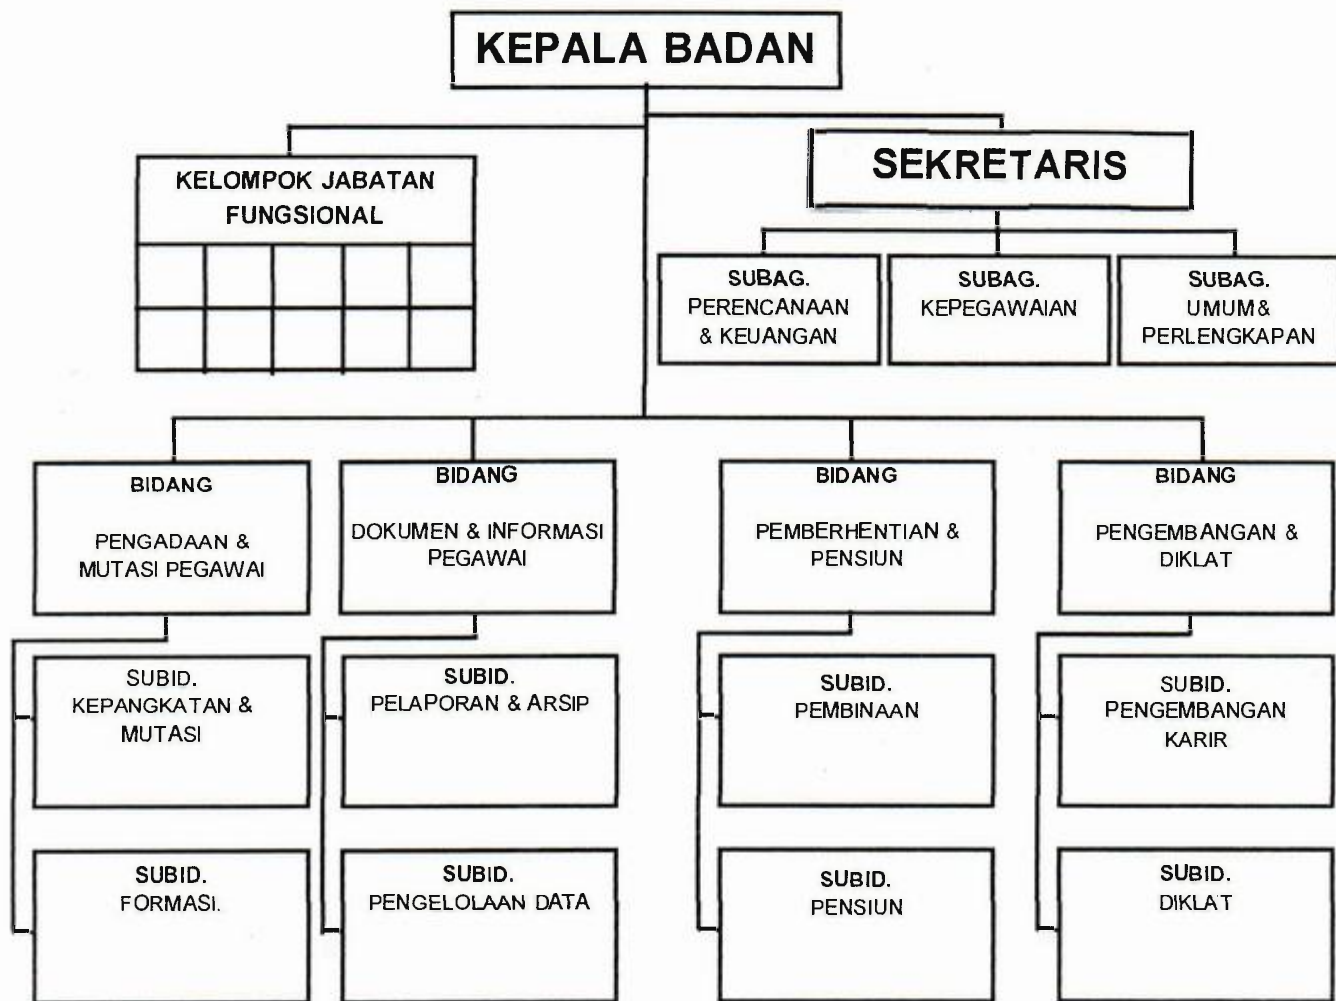 KEPALA BADAN
KELOMPOK JABATAN
FUNGSIONAL
SEKRETARIS
SUBAG.
PERENCANAAN
& KEUANGAN
SUBAG.
KEPEGAWAIAN
SUBAG.
UMUM&
PERLENGKAPAN
BIDANG
PENGADAAN &
MUTASI PEGAWAI
BIDANG
DOKUMEN & INFORMASI
PEGAWAI
BIDANG
PEMBERHENTIAN &
PENSIUN
BIDANG
PENGEMBANGAN &
DIKLAT
SUBID.
KEPANGKATAN &
MUTASI
SUBID.
PELAPORAN & ARSIP
SUBID.
PEMBINAAN
SUBID.
PENGEMBANGAN
KARIR
SUBID.
FORMASI.
SUBID.
PENGELOLAAN DATA
SUBID.
PENSIUN
SUBID.
DIKLAT